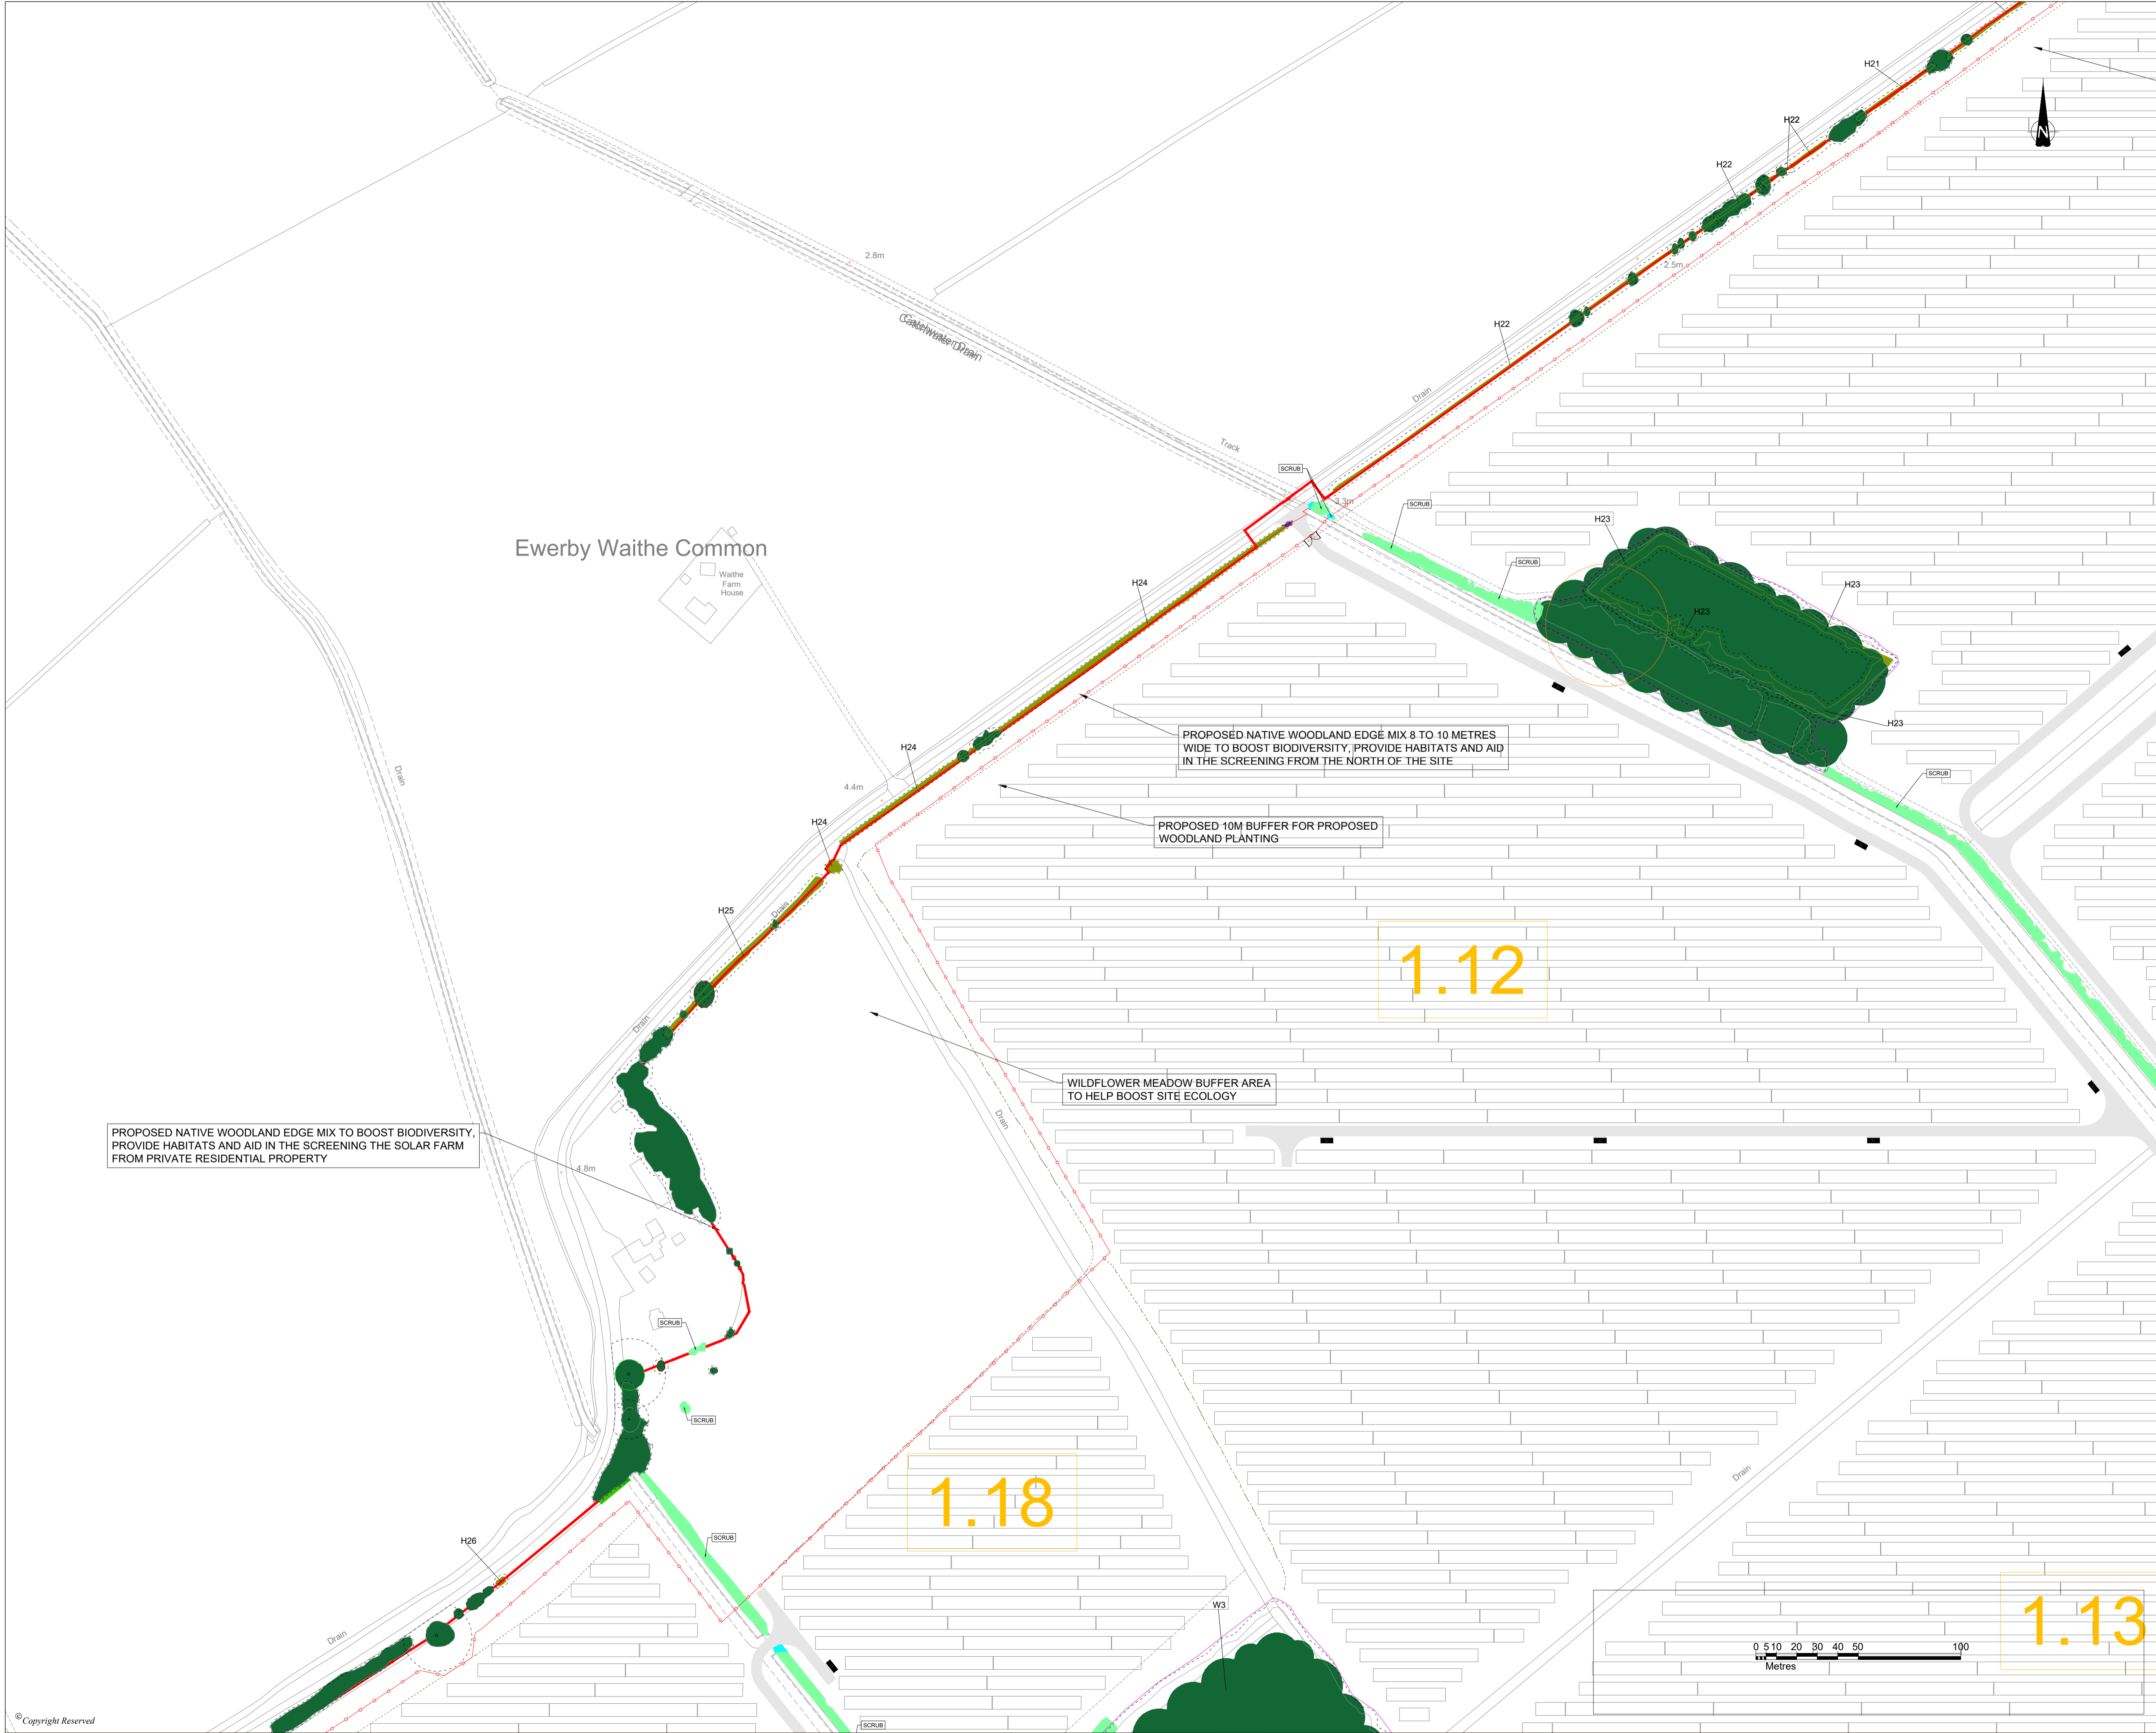 H21
N
H22
H22
2.8m
2.5m
H22
Catchwater Drain
Catchwater Drain
Drain
Track
SCRUB
3.3m
SCRUB
H23
Ewerby Waithe Common
SCRUB
Waithe
Farm
House
H24
H23
H23
H23
PROPOSED NATIVE WOODLAND EDGE MIX 8 TO 10 METRES
WIDE TO BOOST BIODIVERSITY, PROVIDE HABITATS AND AID
IN THE SCREENING FROM THE NORTH OF THE SITE
H24
Drain
SCRUB
4.4m
H24
PROPOSED 10M BUFFER FOR PROPOSED
WOODLAND PLANTING
H25
Drain
1.12
Drain
WILDFLOWER MEADOW BUFFER AREA
TO HELP BOOST SITE ECOLOGY
Drain
PROPOSED NATIVE WOODLAND EDGE MIX TO BOOST BIODIVERSITY,
PROVIDE HABITATS AND AID IN THE SCREENING THE SOLAR FARM
FROM PRIVATE RESIDENTIAL PROPERTY
4.8m
SCRUB
SCRUB
Drain
1.18
SCRUB
H26
W3
1.13
Drain
0 5 10 20 30 40 50 100
Metres
© Copyright Reserved
SCRUB